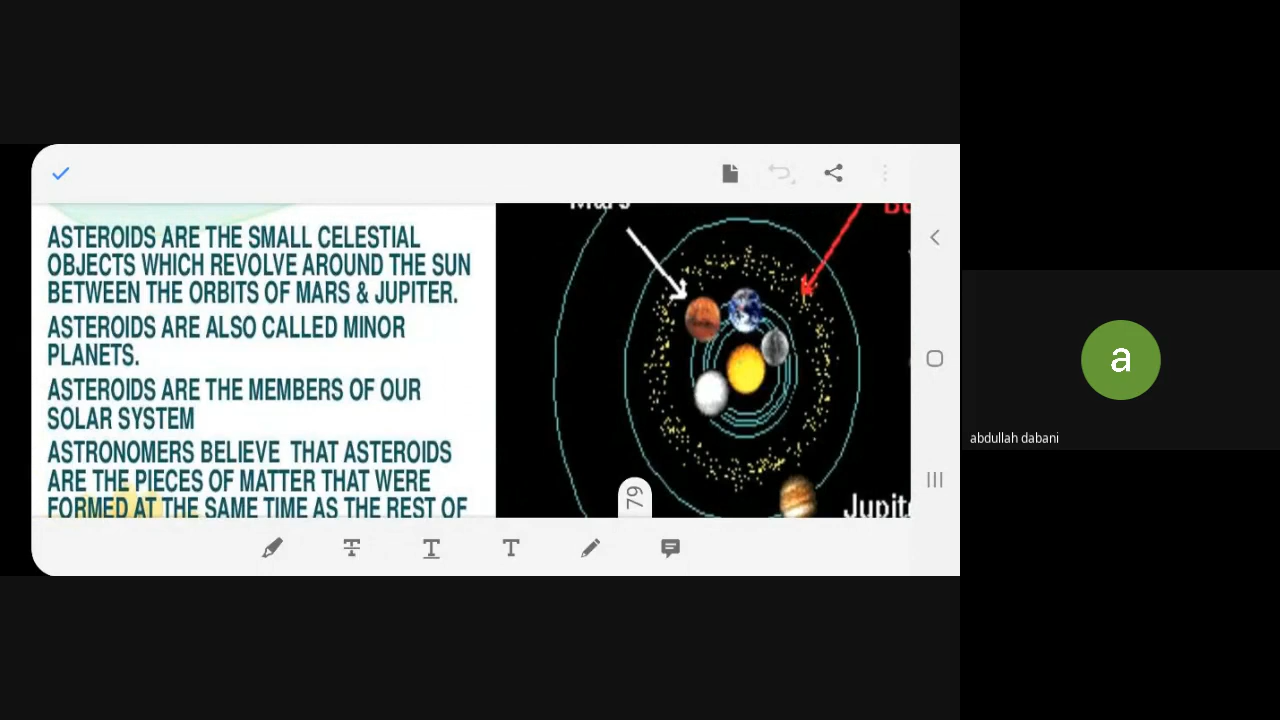 ASTEROIDS ARE THE SMALL CELESTIAL
OBJECTS WHICH REVOLVE AROUND THE SUN
BETWEEN THE ORBITS OF MARS & JUPITER.
ASTEROIDS ARE ALSO CALLED MINOR
PLANETS.
ASTEROIDS ARE THE MEMBERS OF OUR
SOLAR SYSTEM
ASTRONOMERS BELIEVE THAT ASTEROIDS
ARE THE PIECES OF MATTER THAT WERE
FORMED AT THE SAME TIME AS THE REST OF
Mars
79
a
abdullah dabani